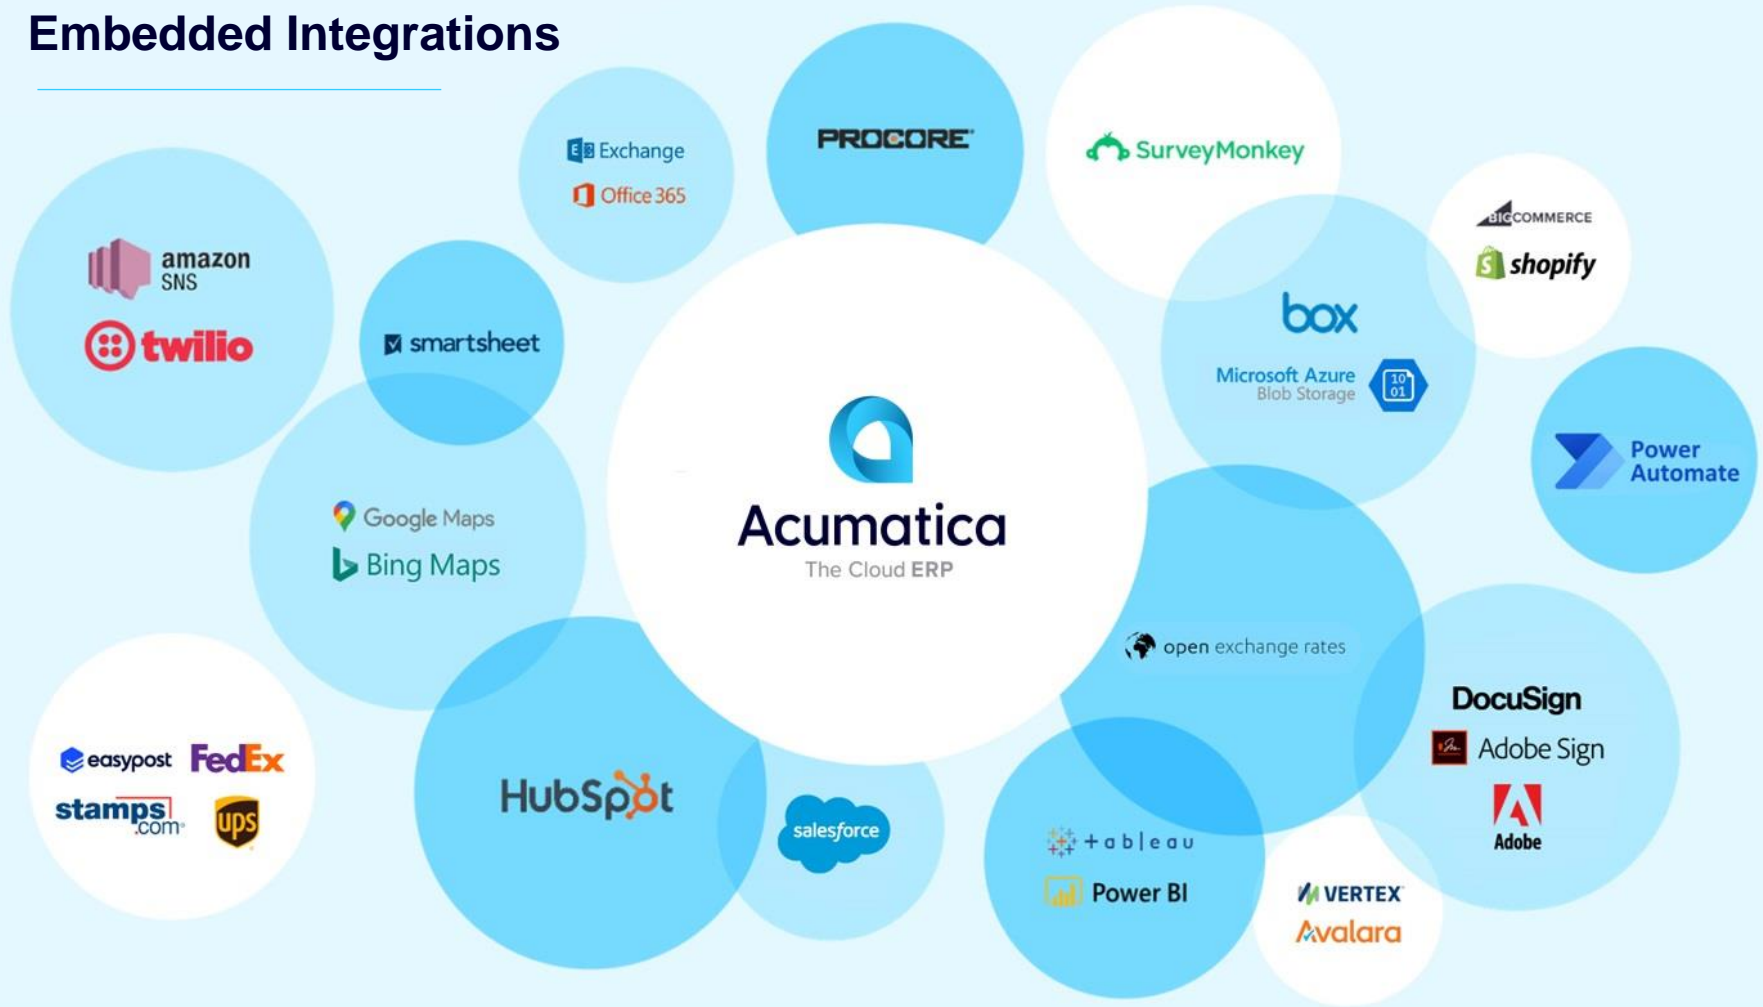 Embedded Integrations
PROCORE®
Exchange
Office 365
SurveyMonkey
BIGCOMMERCE
shopify
amazon
SNS
twilio
smartsheet
box
Microsoft Azure
Blob Storage
10
01
Power
Automate
Google Maps
Bing Maps
Acumatica
The Cloud ERP
open exchange rates
easypost
FedEx
stamps
.com
ups
HubSpot
salesforce
tableau
Power BI
DocuSign
Adobe Sign
Adobe
VERTEX
Avalara